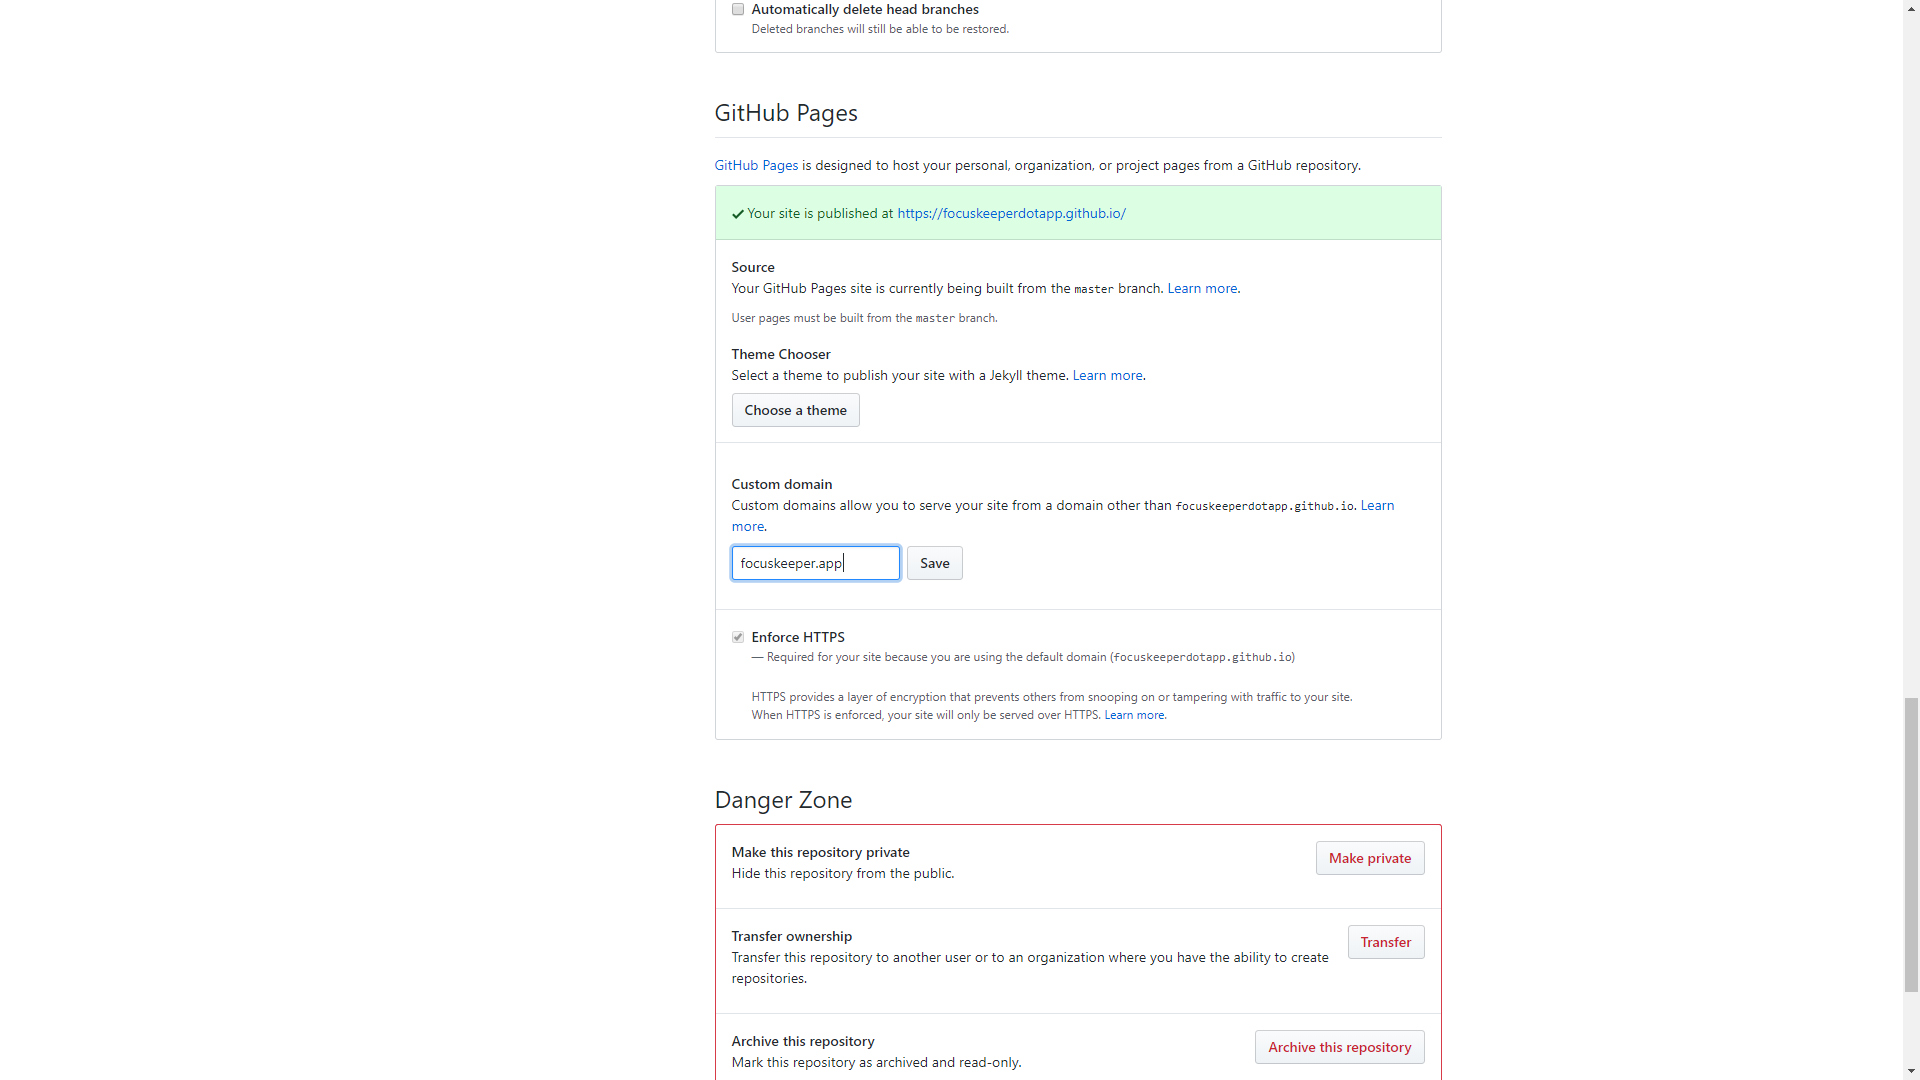 Automatically delete head branches
Deleted branches will still be able to be restored.
GitHub Pages
GitHub Pages is designed to host your personal, organization, or project pages from a GitHub repository.
Your site is published at https://focuskeeperdotapp.github.io/
Source
Your GitHub Pages site is currently being built from the master branch. Learn more.
User pages must be built from the master branch.
Theme Chooser
Select a theme to publish your site with a Jekyll theme. Learn more.
Choose a theme
Custom domain
Custom domains allow you to serve your site from a domain other than focuskeeperdotapp.github.io. Learn
more.
focuskeeper.app Save
Enforce HTTPS
— Required for your site because you are using the default domain (focuskeeperdotapp.github.io)
HTTPS provides a layer of encryption that prevents others from snooping on or tampering with traffic to your site.
When HTTPS is enforced, your site will only be served over HTTPS. Learn more.
Danger Zone
Make this repository private
Hide this repository from the public.
Make private
Transfer ownership
Transfer this repository to another user or to an organization where you have the ability to create
repositories.
Transfer
Archive this repository
Mark this repository as archived and read-only.
Archive this repository